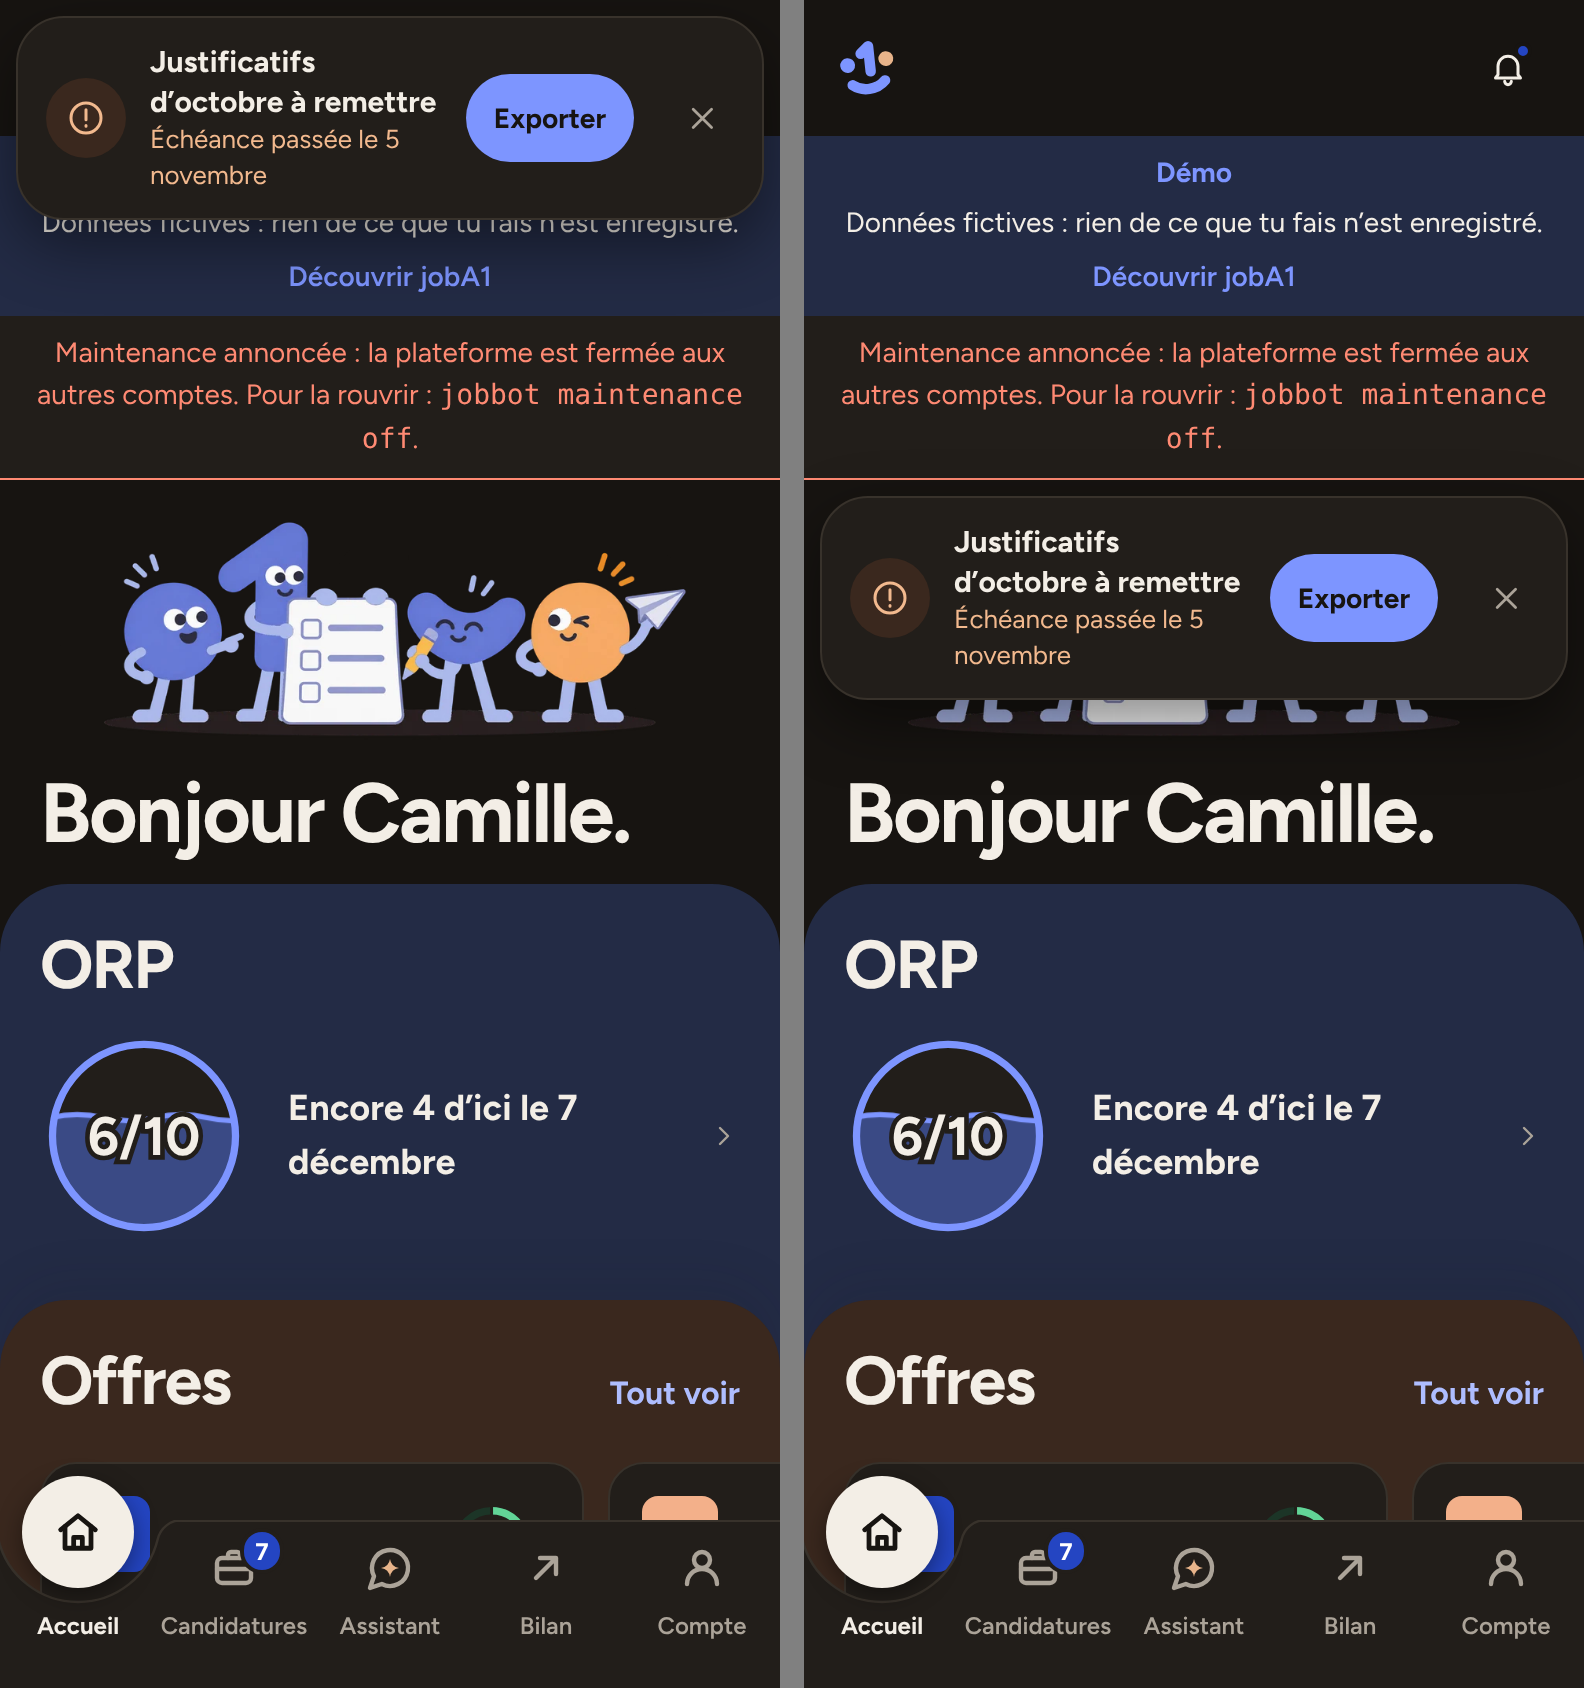 Justificatifs
d’octobre à remettre
Échéance passée le 5
novembre
Exporter
Données fictives : rien de ce que tu fais n’est enregistré.
Découvrir jobA1
Maintenance annoncée : la plateforme est fermée aux
autres comptes. Pour la rouvrir : jobbot maintenance
off.
Bonjour Camille.
ORP
6/10
Encore 4 d’ici le 7
décembre
Offres
Tout voir
7
Accueil
Candidatures
Assistant
Bilan
Compte
1
Démo
Données fictives : rien de ce que tu fais n’est enregistré.
Découvrir jobA1
Maintenance annoncée : la plateforme est fermée aux
autres comptes. Pour la rouvrir : jobbot maintenance
off.
Justificatifs
d’octobre à remettre
Échéance passée le 5
novembre
Exporter
Bonjour Camille.
ORP
6/10
Encore 4 d’ici le 7
décembre
Offres
Tout voir
7
Accueil
Candidatures
Assistant
Bilan
Compte